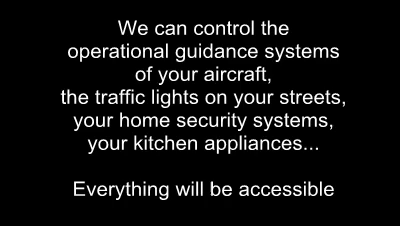 We can control the
operational guidance systems
of your aircraft,
the traffic lights on your streets,
your home security systems,
your kitchen appliances...
Everything will be accessible